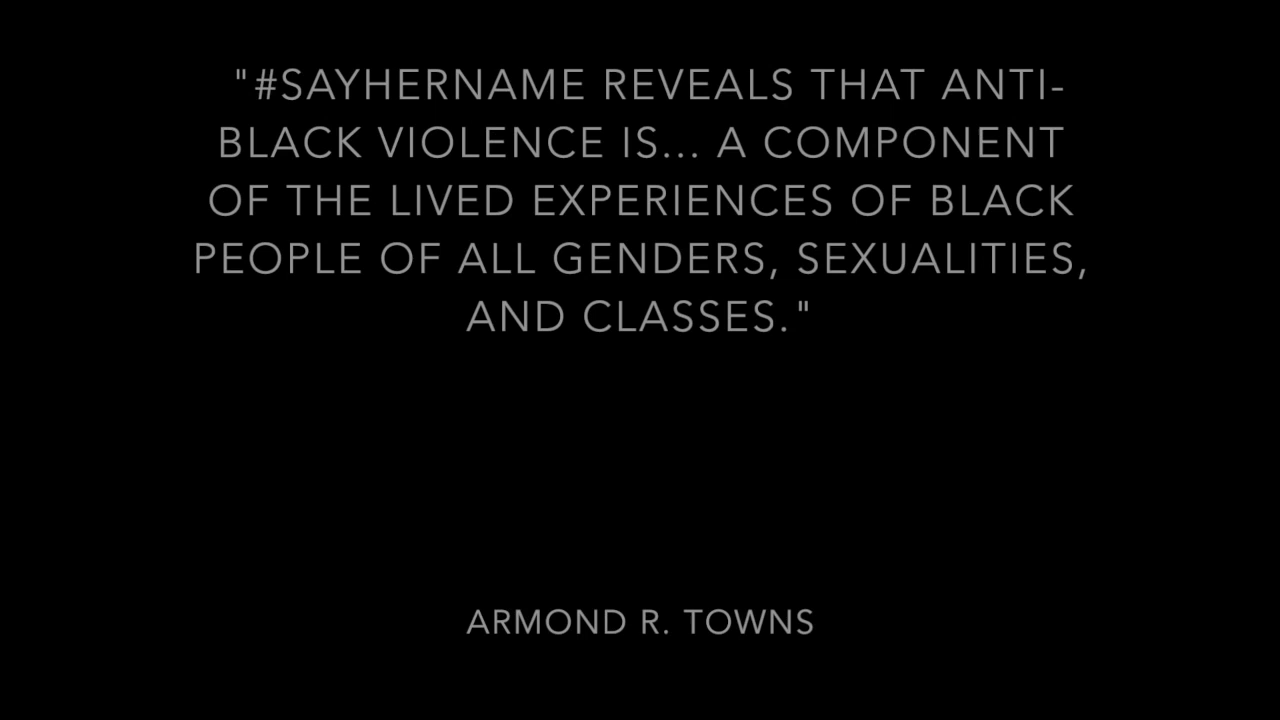 "#SAYHERNAME REVEALS THAT ANTI-
BLACK VIOLENCE IS... A COMPONENT
OF THE LIVED EXPERIENCES OF BLACK
PEOPLE OF ALL GENDERS, SEXUALITIES,
AND CLASSES."
ARMOND R. TOWNS